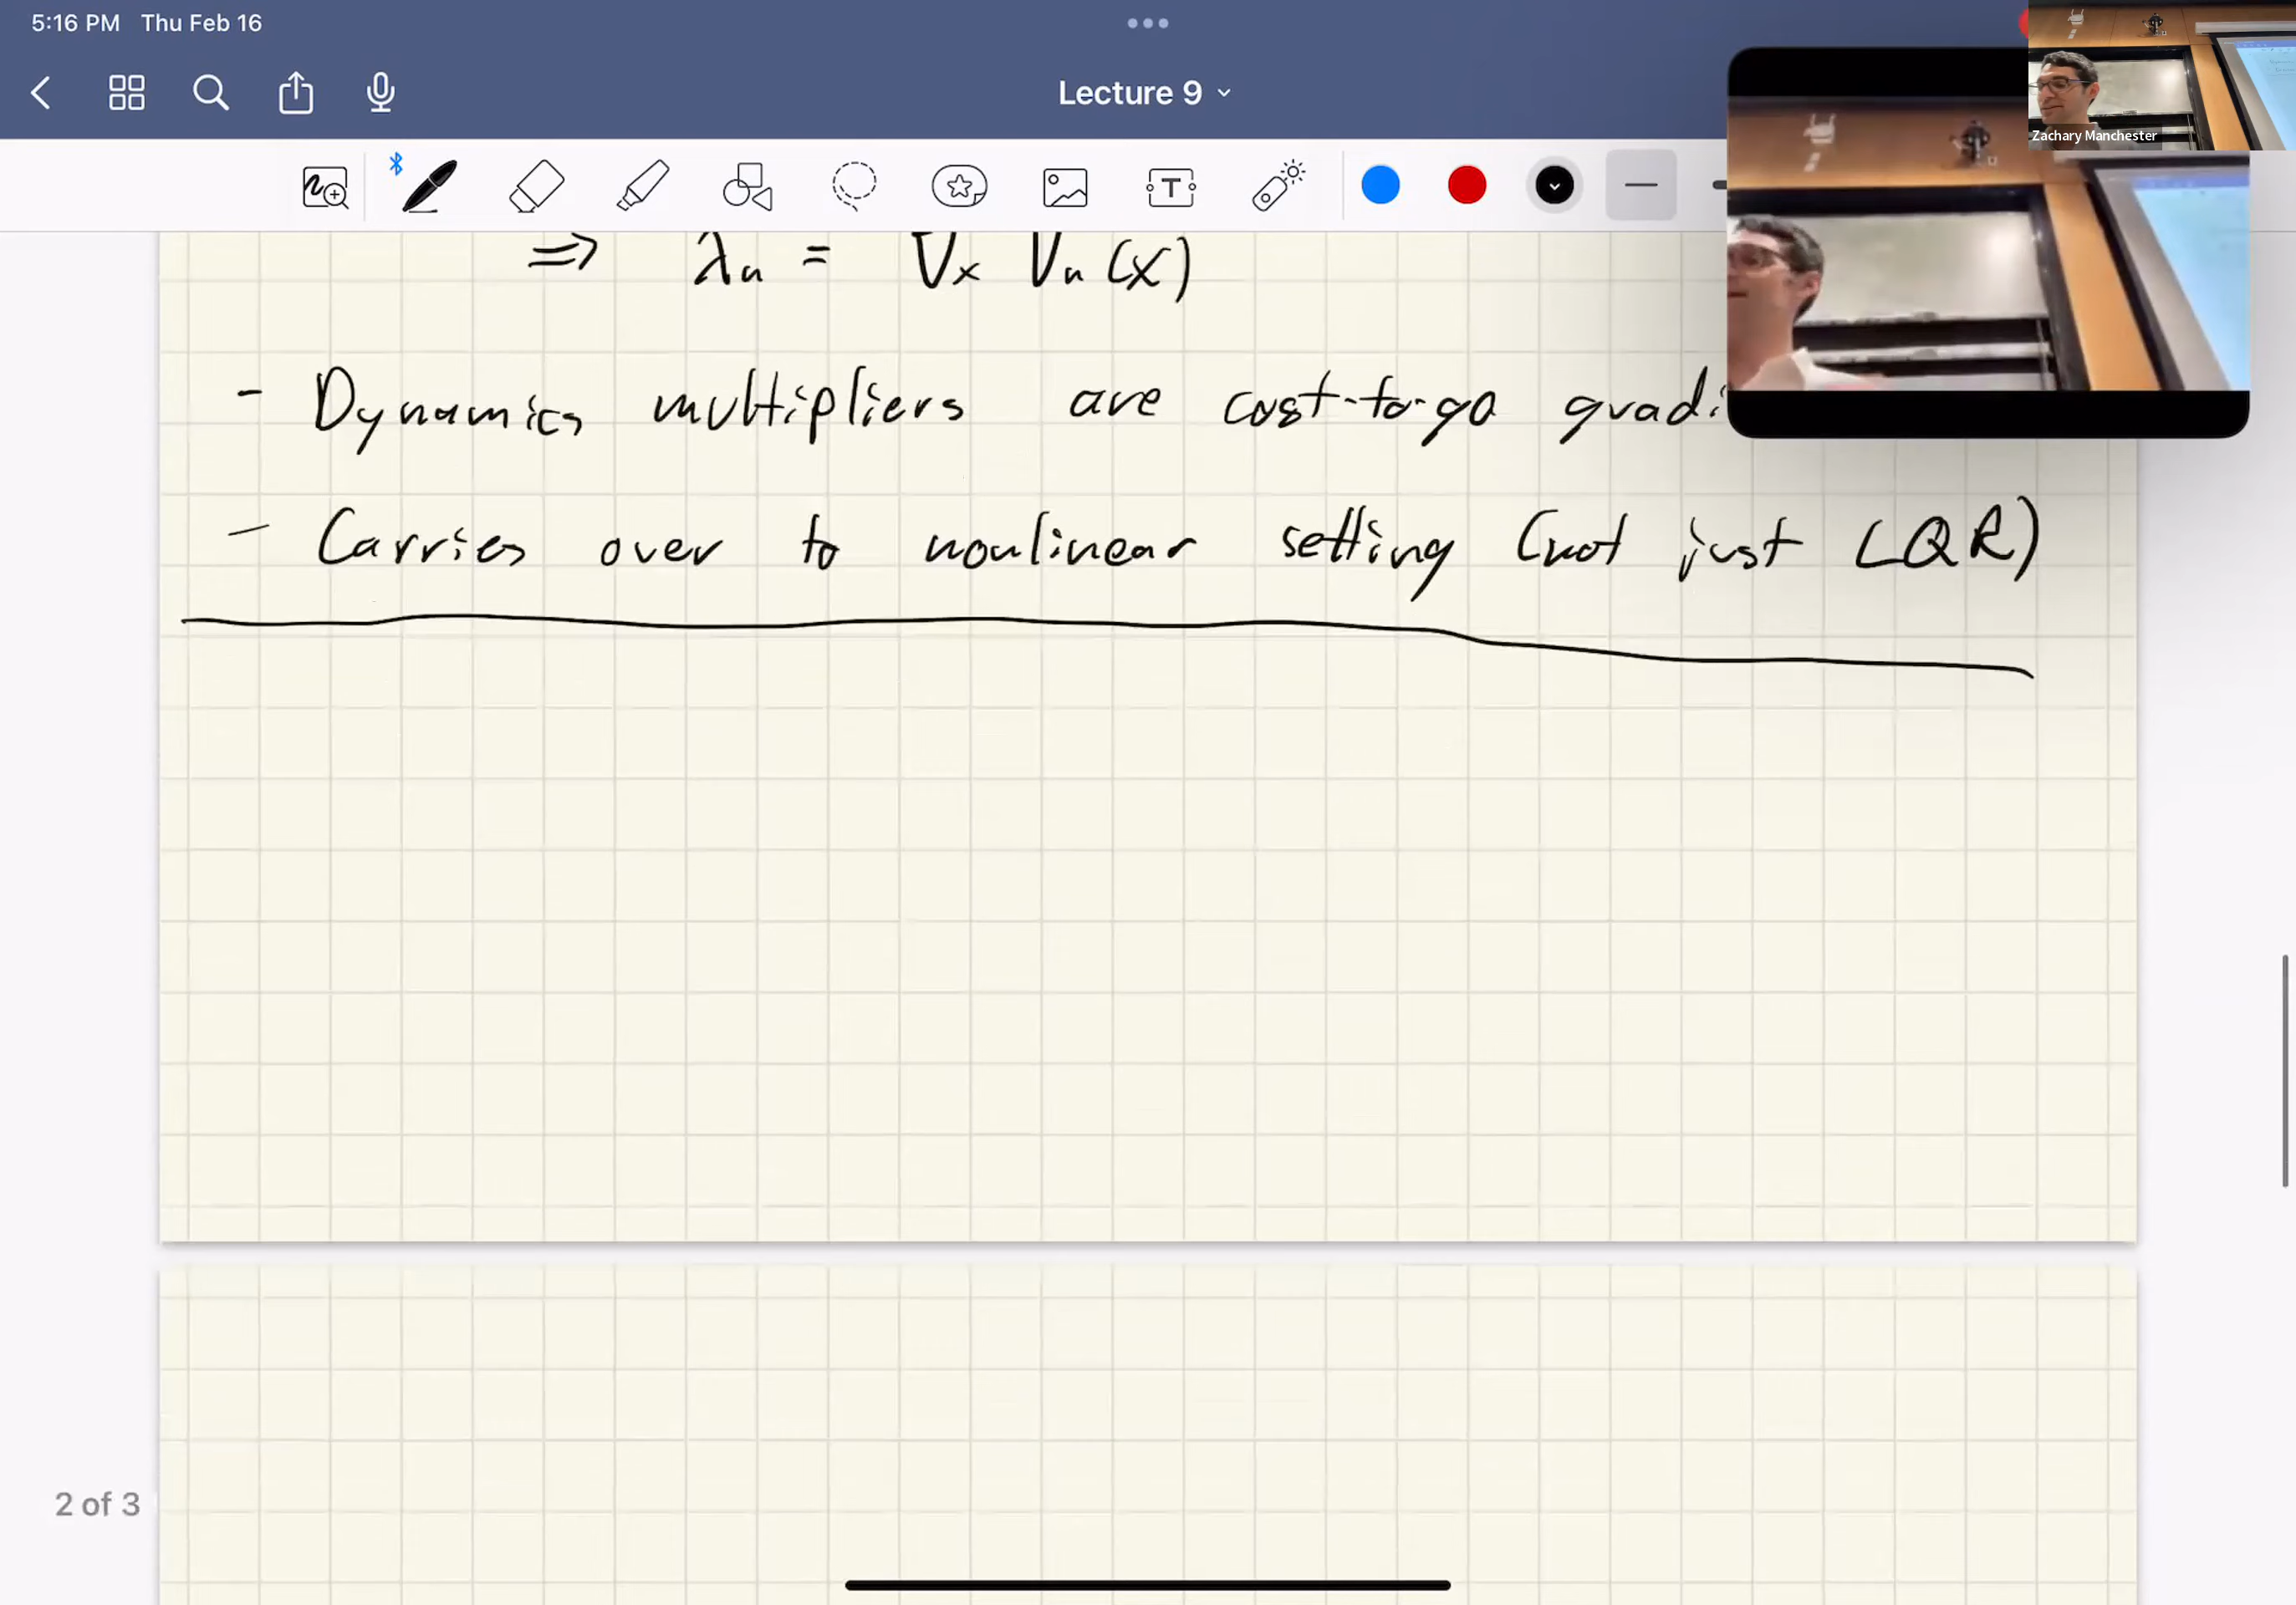 5:16 PM Thu Feb 16
Lecture 9
Zachary Manchester
T
⇒ λₙ = ∇ₓ Vₙ(x)
- Dynamics multipliers are cost-to-go
- Carries over to nonlinear setting (not just LQR)
2 of 3